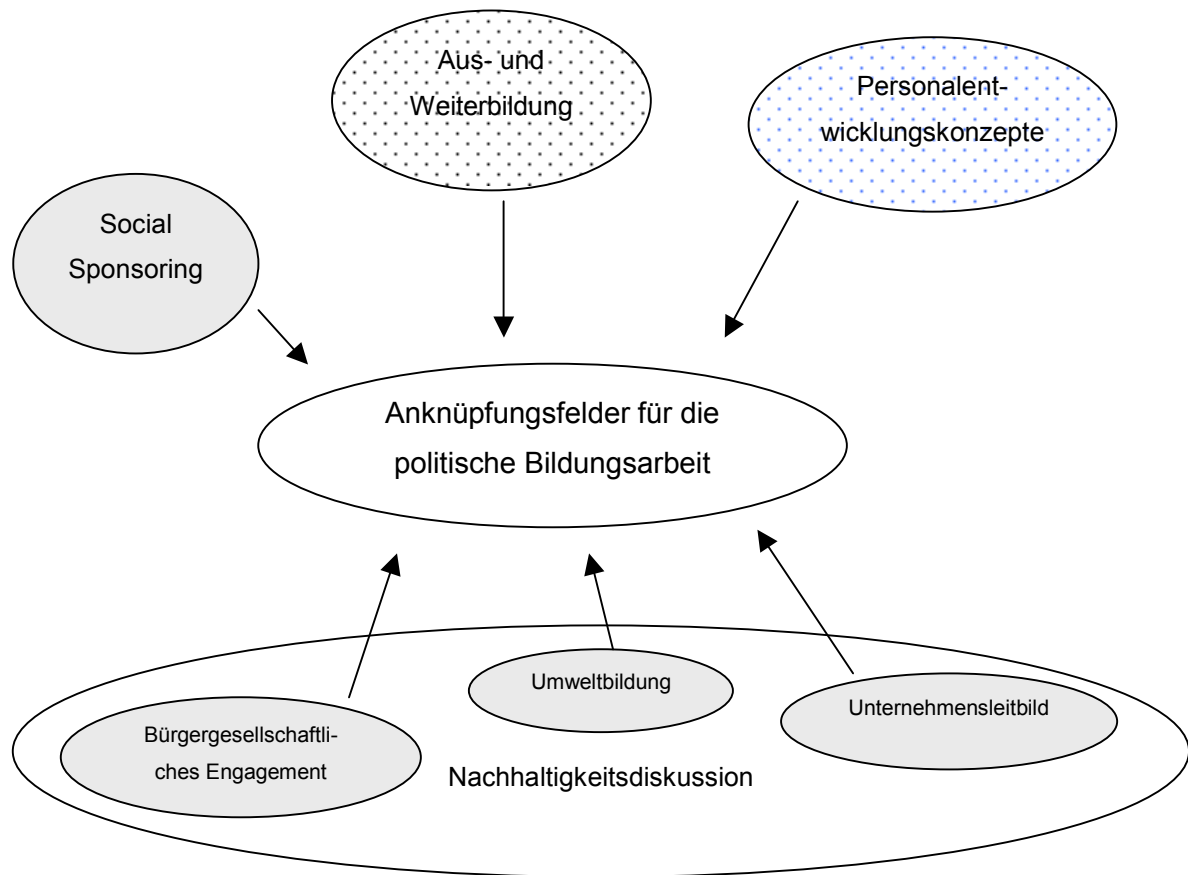 Aus- und
Weiterbildung
Personalent-
wicklungskonzepte
Social
Sponsoring
Anknüpfungsfelder für die
politische Bildungsarbeit
Umweltbildung
Unternehmensleitbild
Bürgergesellschaftli-
ches Engagement
Nachhaltigkeitsdiskussion